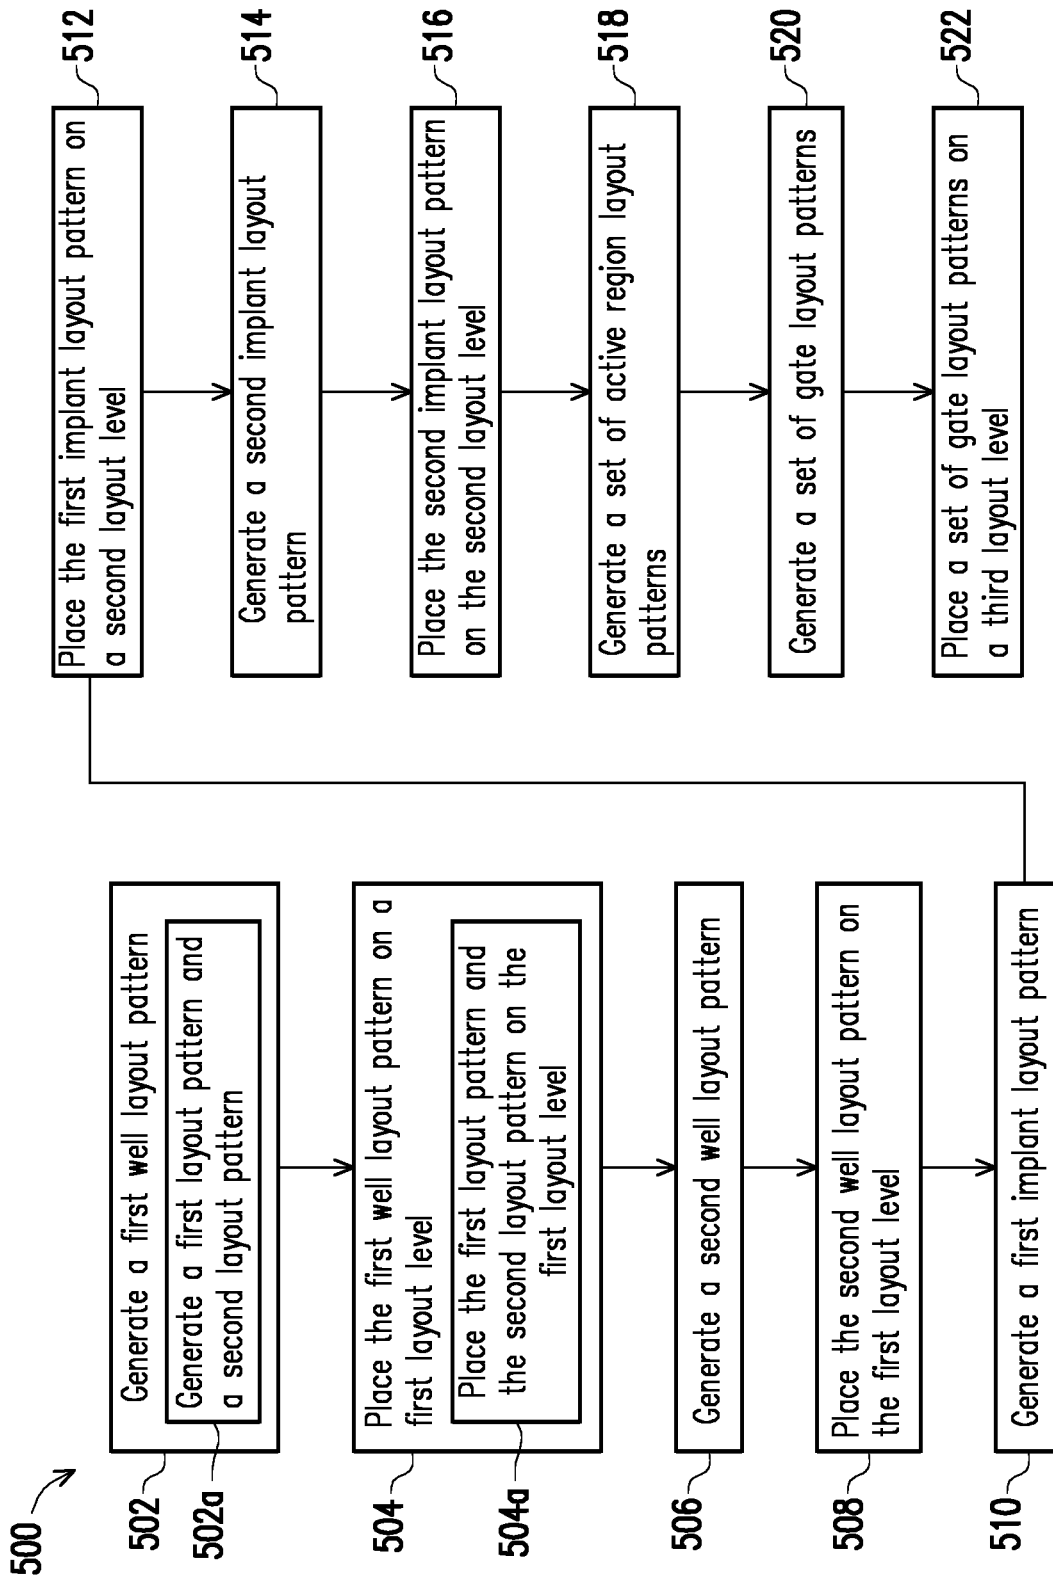 500
502
Generate a first well layout pattern
502a
Generate a first layout pattern and
a second layout pattern
504
Place the first well layout pattern on a
first layout level
504a
Place the first layout pattern and
the second layout pattern on the
first layout level
506
Generate a second well layout pattern
508
Place the second well layout pattern on
the first layout level
510
Generate a first implant layout pattern
Place the first implant layout pattern on
a second layout level
512
Generate a second implant layout
pattern
514
Place the second implant layout pattern
on the second layout level
516
Generate a set of active region layout
patterns
518
Generate a set of gate layout patterns
520
Place a set of gate layout patterns on
a third layout level
522